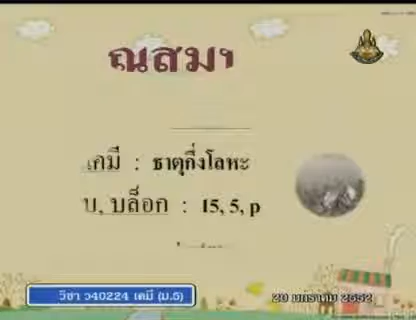 ณสม
เคมี : ธาตุกึ่งโลหะ
บ, บล็อก : 15, 5, p
วิชา ว40224 เคมี (ม.5)
20 มกราคม 2552